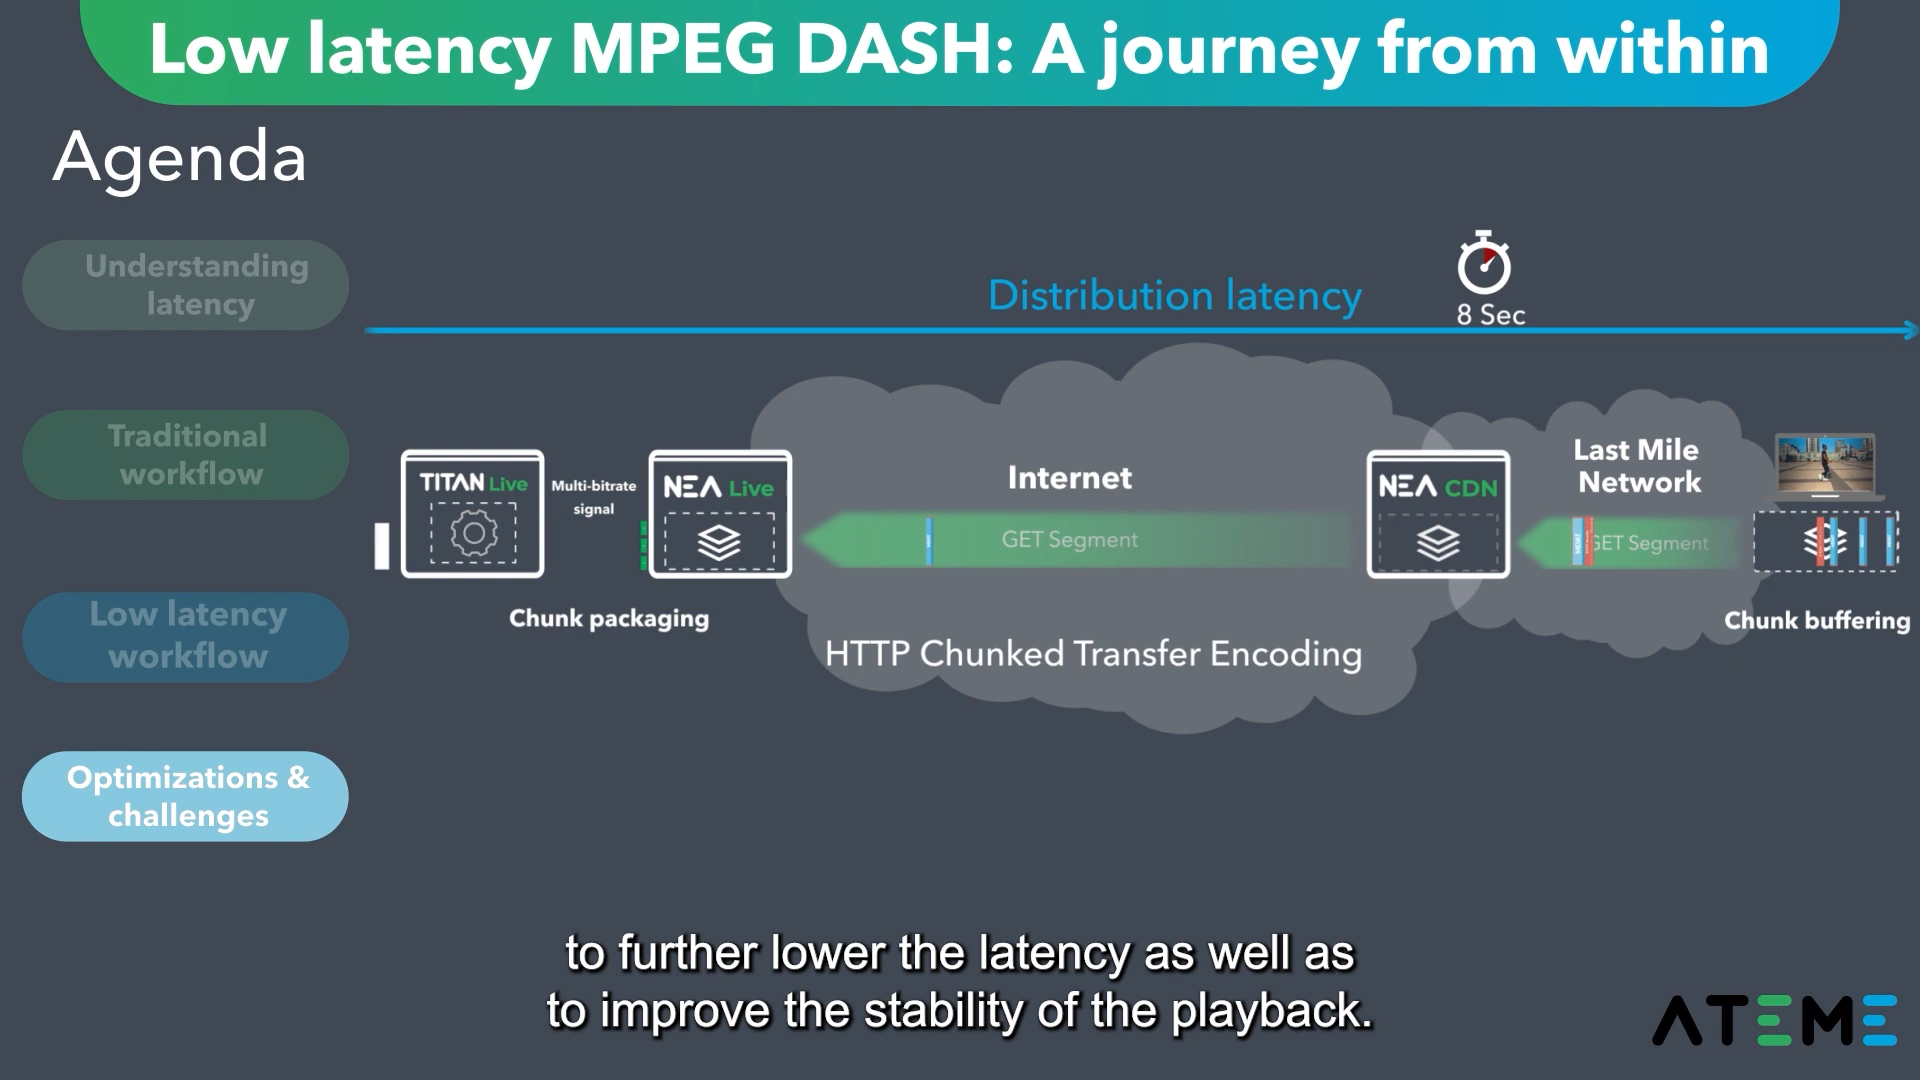 Low latency MPEG DASH: A journey from within
Agenda
Understanding
latency
Traditional
workflow
Low latency
workflow
Optimizations &
challenges
Distribution latency
8 Sec
TITAN Live
Multi-bitrate
signal
NEA Live
Chunk packaging
Internet
GET Segment
HTTP Chunked Transfer Encoding
NEA CDN
Last Mile
Network
MDAT
GET Segment
Chunk buffering
to further lower the latency as well as
to improve the stability of the playback.
ATEME